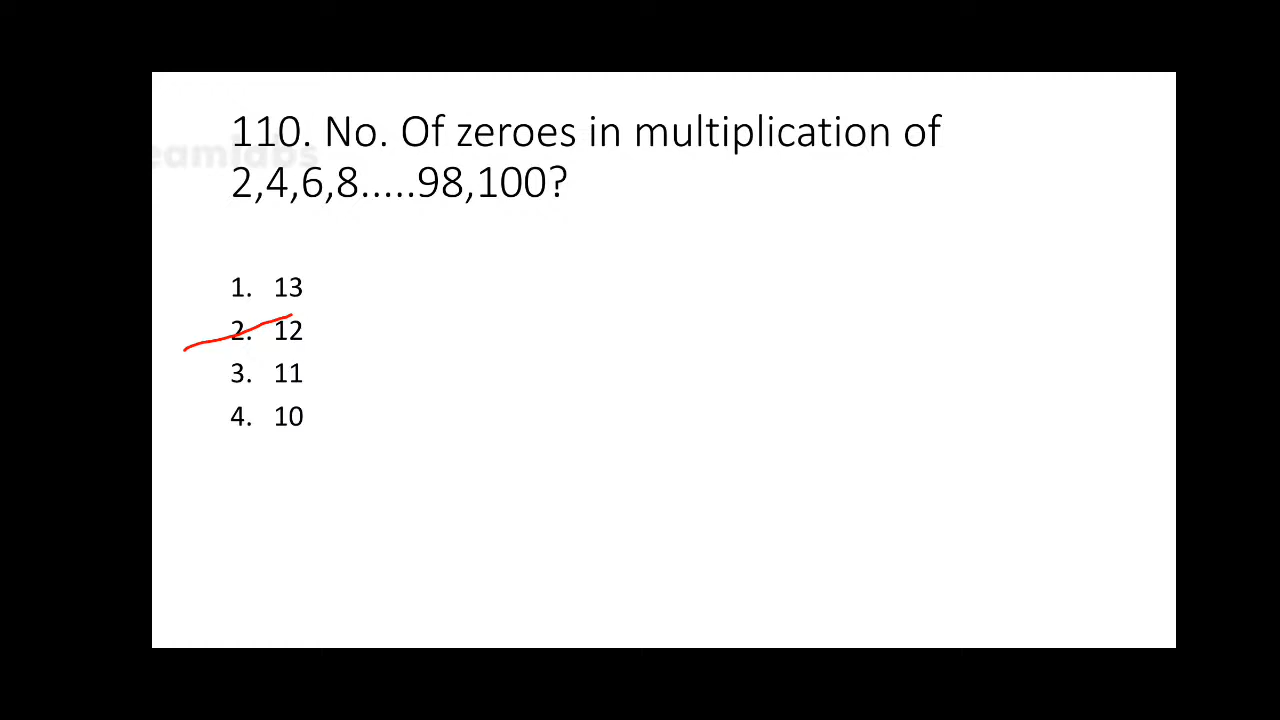 110. No. Of zeroes in multiplication of
eamlabs
2,4,6,8.....98,100?
1. 13
2. 12
3. 11
4. 10